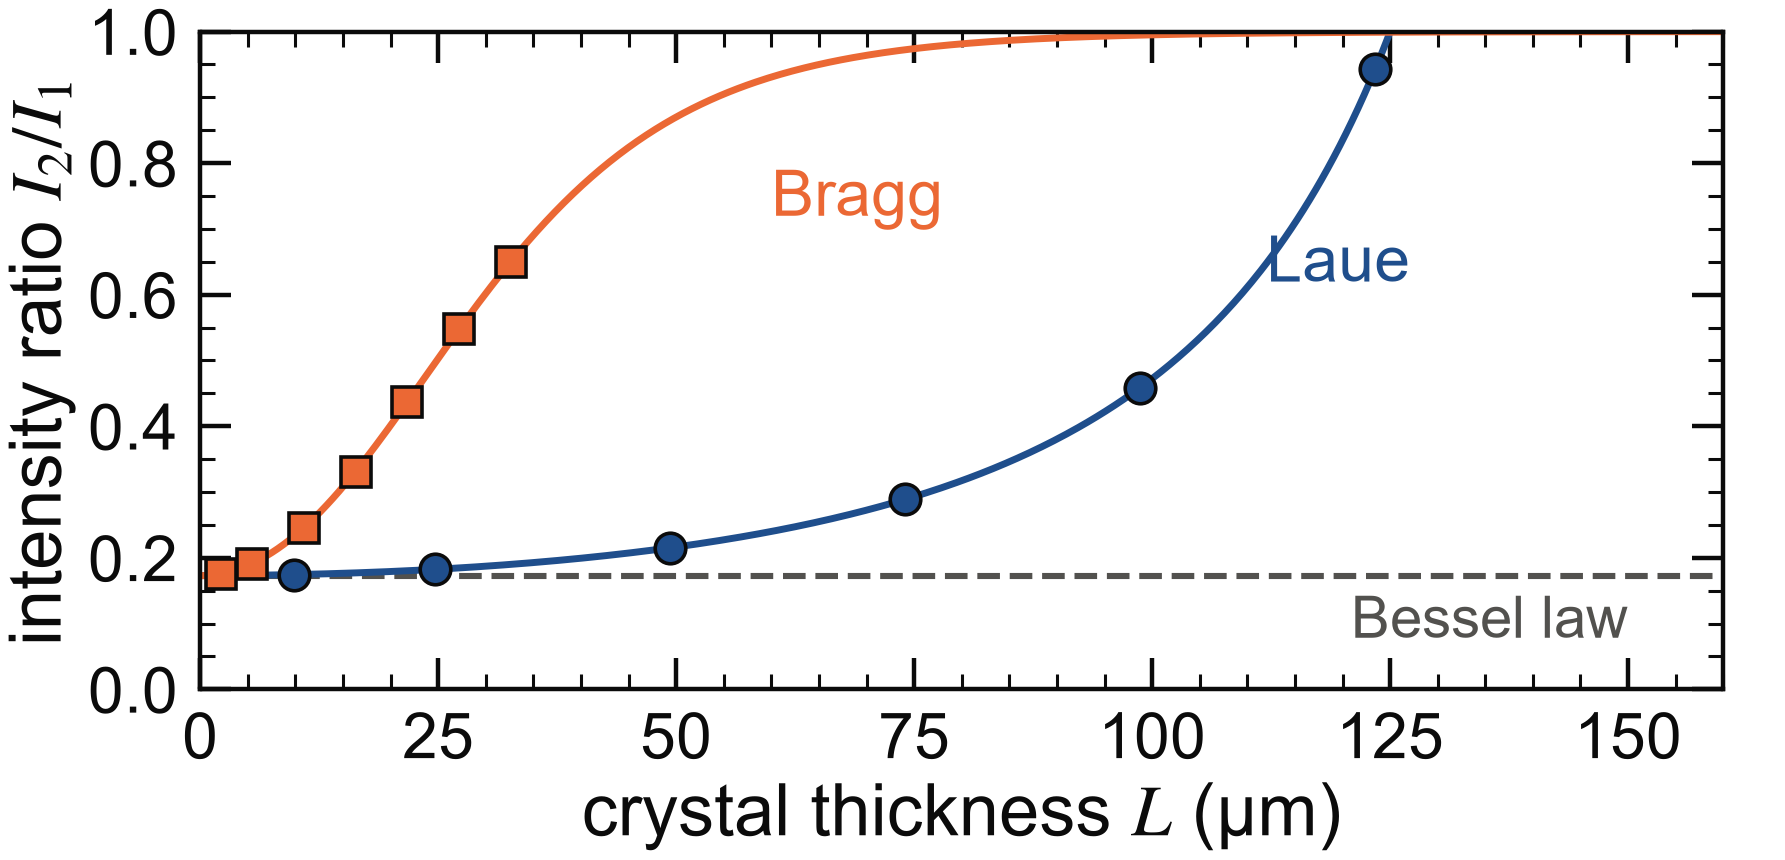 intensity ratio I₂/I₁
1.0
0.8
0.6
0.4
0.2
0.0
Bragg
Laue
Bessel law
0 25 50 75 100 125 150
crystal thickness L (µm)